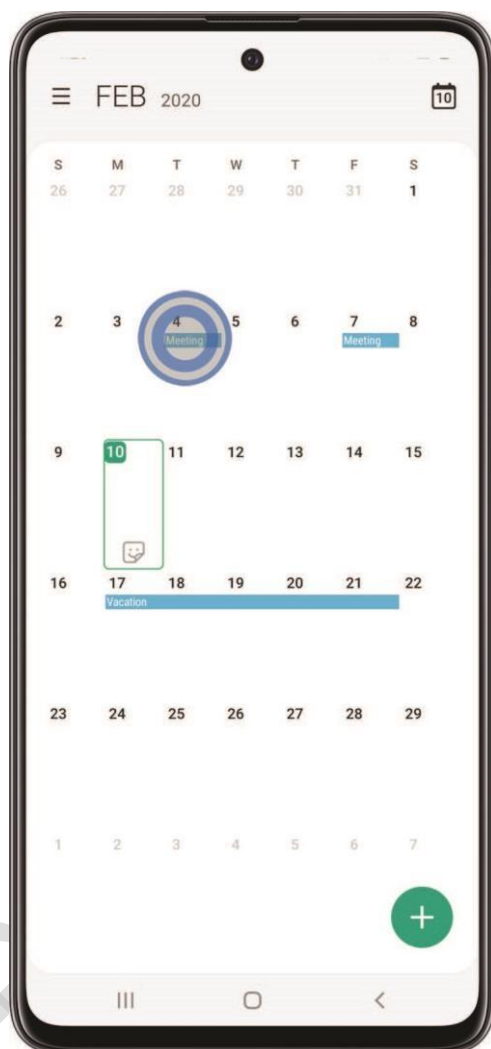 FEB 2020
10
S M T W T F S
26 27 28 29 30 31 1
2 3 4 5 6 7 8
Meeting Meeting
9 10 11 12 13 14 15
16 17 18 19 20 21 22
Vacation
23 24 25 26 27 28 29
1 2 3 4 5 6 7